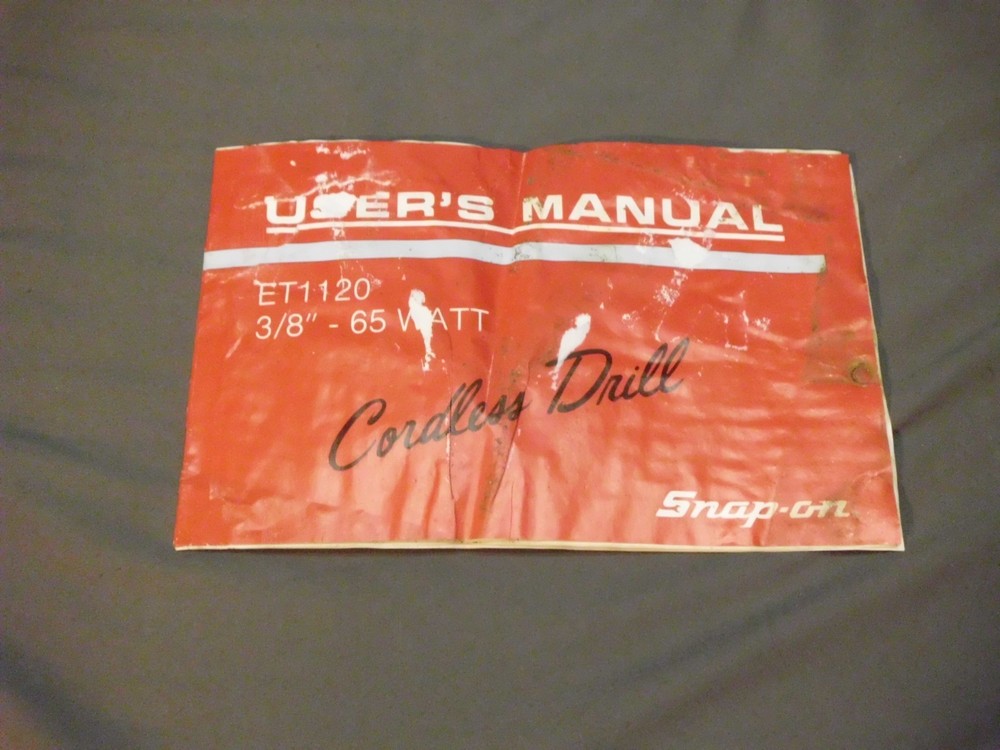 USER'S MANUAL
ET1120
3/8" - 65 WATT
Cordless Drill
Snap-on